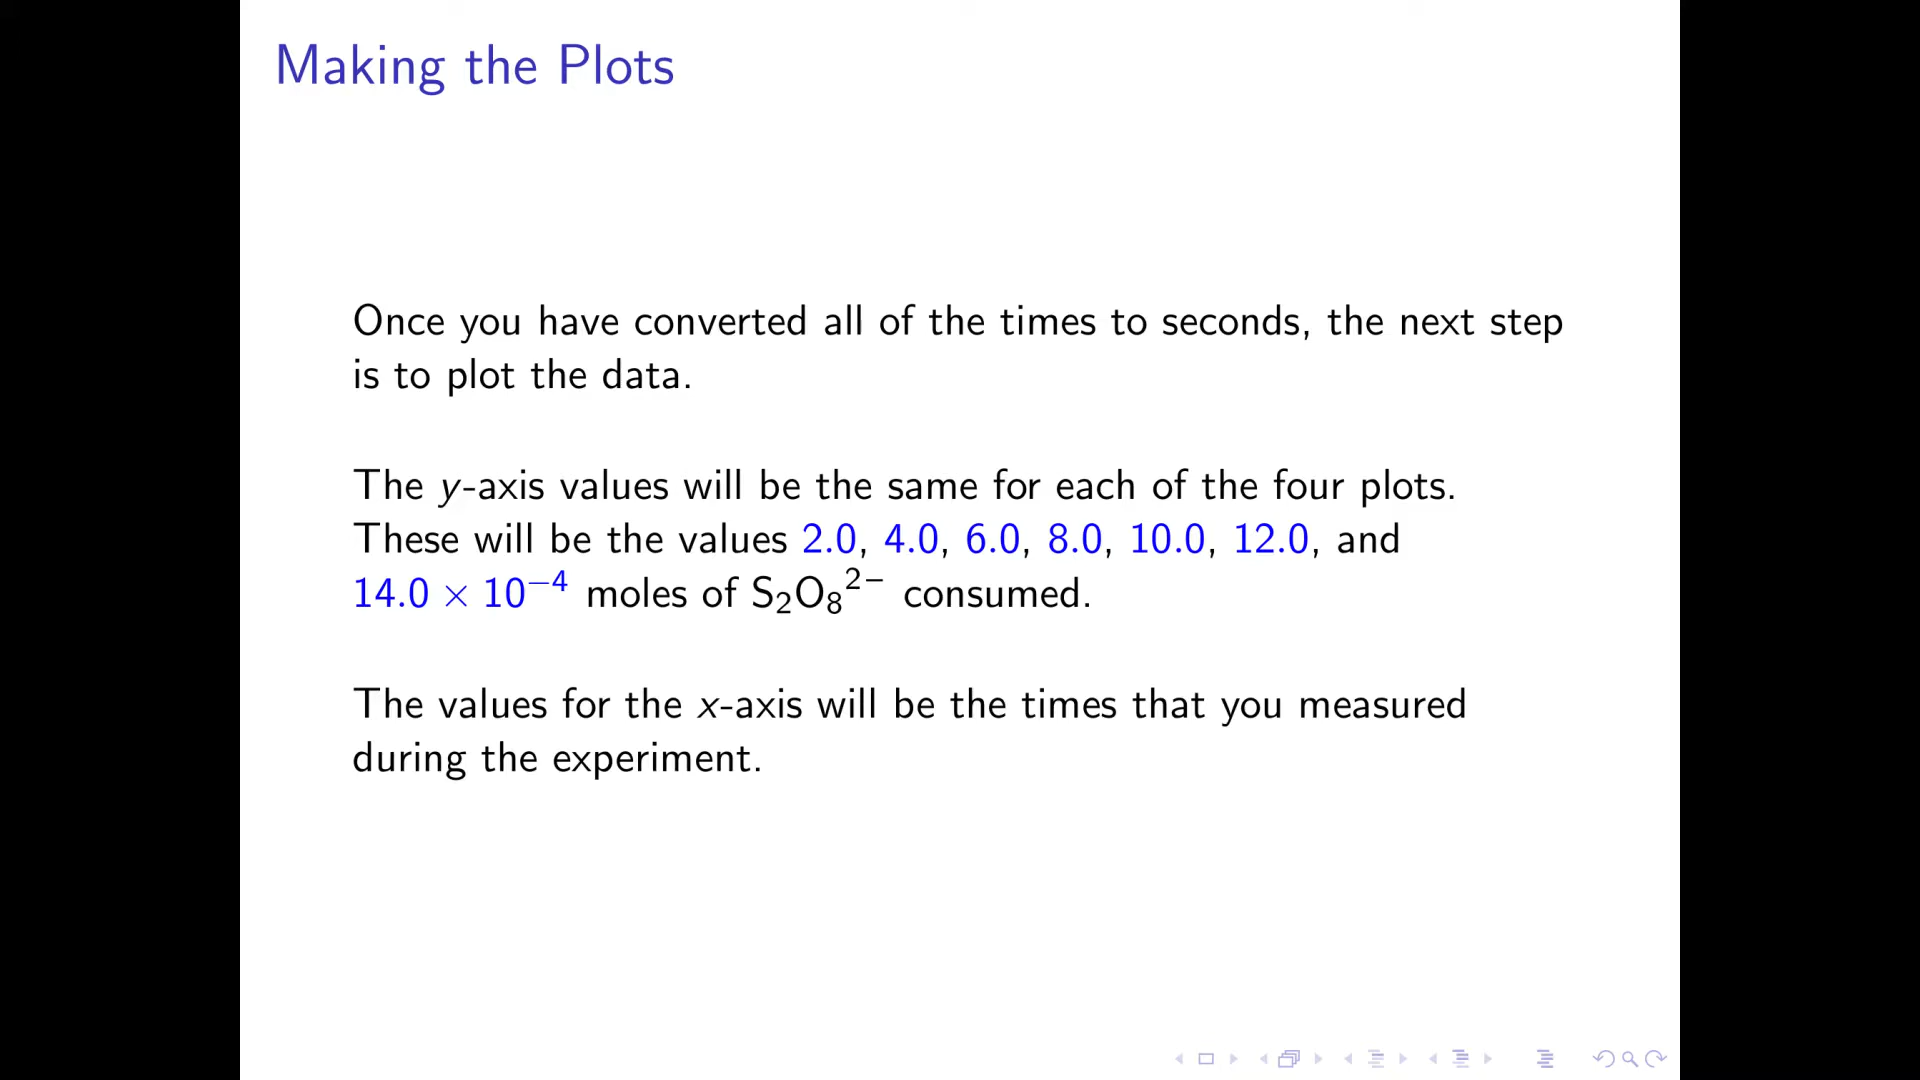 Making the Plots
Once you have converted all of the times to seconds, the next step
is to plot the data.
The y-axis values will be the same for each of the four plots.
These will be the values 2.0, 4.0, 6.0, 8.0, 10.0, 12.0, and
14.0 × 10⁻⁴ moles of S₂O₈²⁻ consumed.
The values for the x-axis will be the times that you measured
during the experiment.